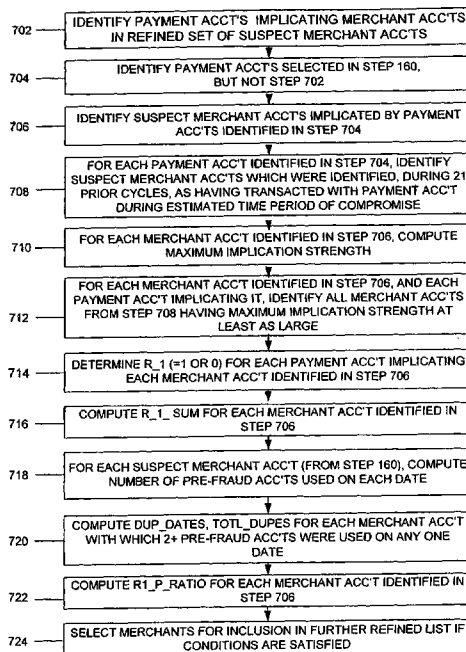 702
IDENTIFY PAYMENT ACCT'S IMPLICATING MERCHANT ACC'TS
IN REFINED SET OF SUSPECT MERCHANT ACC'TS
704
IDENTIFY PAYMENT ACCT'S SELECTED IN STEP 160,
BUT NOT STEP 702
706
IDENTIFY SUSPECT MERCHANT ACCT'S IMPLICATED BY PAYMENT
ACC'TS IDENTIFIED IN STEP 704
708
FOR EACH PAYMENT ACC'T IDENTIFIED IN STEP 704, IDENTIFY
SUSPECT MERCHANT ACC'TS WHICH WERE IDENTIFIED, DURING 21
PRIOR CYCLES, AS HAVING TRANSACTED WITH PAYMENT ACC'T
DURING ESTIMATED TIME PERIOD OF COMPROMISE
710
FOR EACH MERCHANT ACC'T IDENTIFIED IN STEP 706, COMPUTE
MAXIMUM IMPLICATION STRENGTH
712
FOR EACH MERCHANT ACC'T IDENTIFIED IN STEP 706, AND EACH
PAYMENT ACC'T IMPLICATING IT, IDENTIFY ALL MERCHANT ACC'TS
FROM STEP 708 HAVING MAXIMUM IMPLICATION STRENGTH AT
LEAST AS LARGE
714
DETERMINE R_1 (=1 OR 0) FOR EACH PAYMENT ACC'T IMPLICATING
EACH MERCHANT ACC'T IDENTIFIED IN STEP 706
716
COMPUTE R_1_ SUM FOR EACH MERCHANT ACC'T IDENTIFIED IN
STEP 706
718
FOR EACH SUSPECT MERCHANT ACC'T (FROM STEP 160), COMPUTE
NUMBER OF PRE-FRAUD ACC'TS USED ON EACH DATE
720
COMPUTE DUP_DATES, TOTL_DUPES FOR EACH MERCHANT ACC'T
WITH WHICH 2+ PRE-FRAUD ACC'TS WERE USED ON ANY ONE
DATE
722
COMPUTE R1_P_RATIO FOR EACH MERCHANT ACC'T IDENTIFIED IN
STEP 706
724
SELECT MERCHANTS FOR INCLUSION IN FURTHER REFINED LIST IF
CONDITIONS ARE SATISFIED